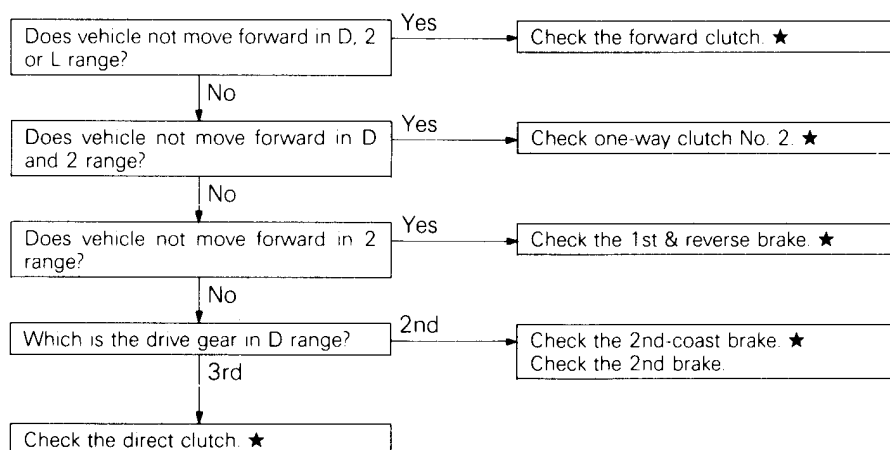 Does vehicle not move forward in D, 2
or L range?
Yes
Check the forward clutch. ★
No
Does vehicle not move forward in D
and 2 range?
Yes
Check one-way clutch No. 2. ★
No
Does vehicle not move forward in 2
range?
Yes
Check the 1st & reverse brake. ★
No
Which is the drive gear in D range?
2nd
Check the 2nd-coast brake. ★
Check the 2nd brake.
3rd
Check the direct clutch. ★